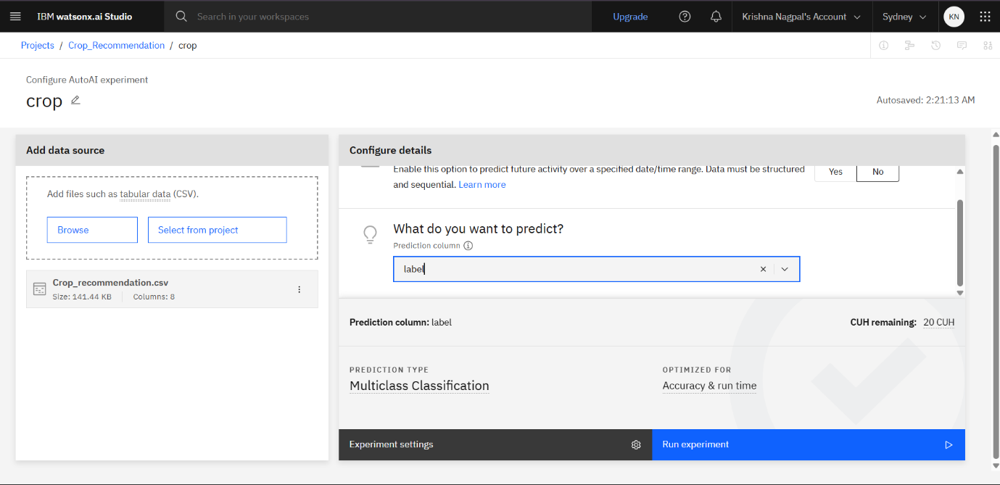 IBM watsonx.ai Studio
Search in your workspaces
Upgrade
Krishna Nagpal's Account
Sydney
KN
Projects / Crop_Recommendation / crop
Configure AutoAI experiment
crop
Autosaved: 2:21:13 AM
Add data source
Add files such as tabular data (CSV).
Browse
Select from project
Crop_recommendation.csv
Size: 141.44 KB
Columns: 8
Configure details
Enable this option to predict future activity over a specified date/time range. Data must be structured
and sequential. Learn more
Yes
No
What do you want to predict?
Prediction column
label
Prediction column: label
CUH remaining: 20 CUH
PREDICTION TYPE
Multiclass Classification
OPTIMIZED FOR
Accuracy & run time
Experiment settings
Run experiment